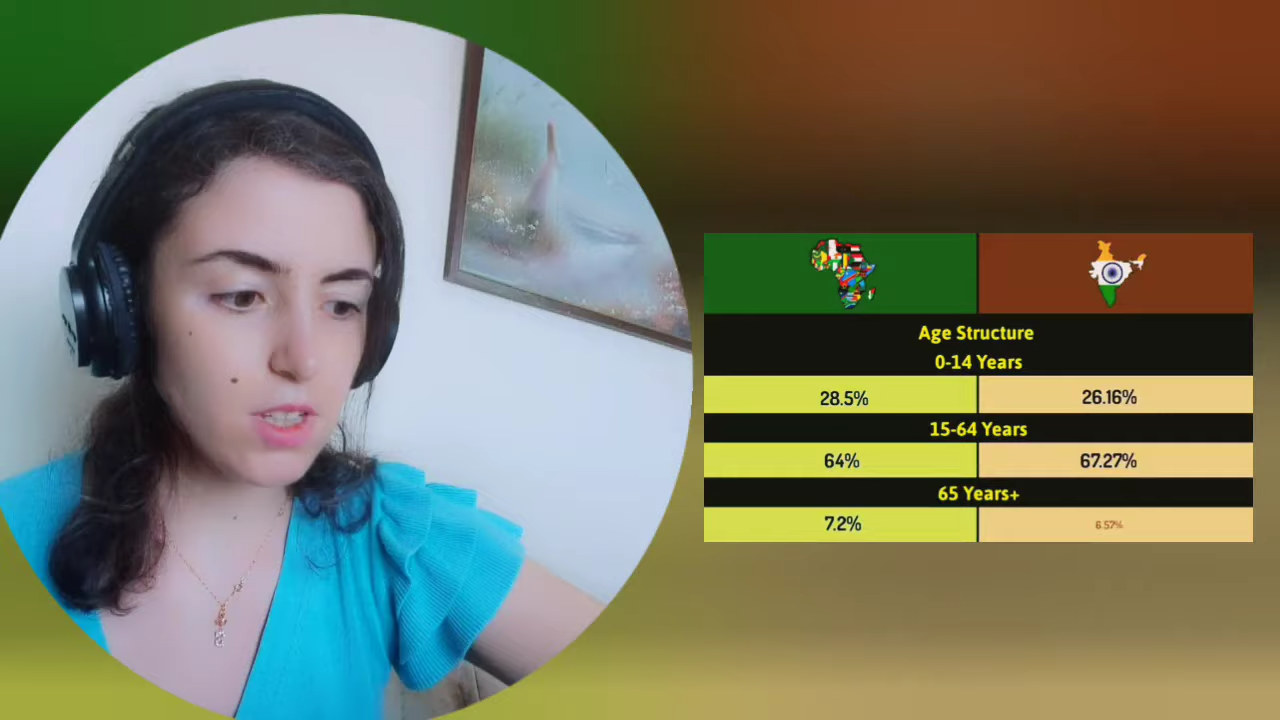 Age Structure
0-14 Years
28.5% 26.16%
15-64 Years
64% 67.27%
65 Years+
7.2% 6.57%